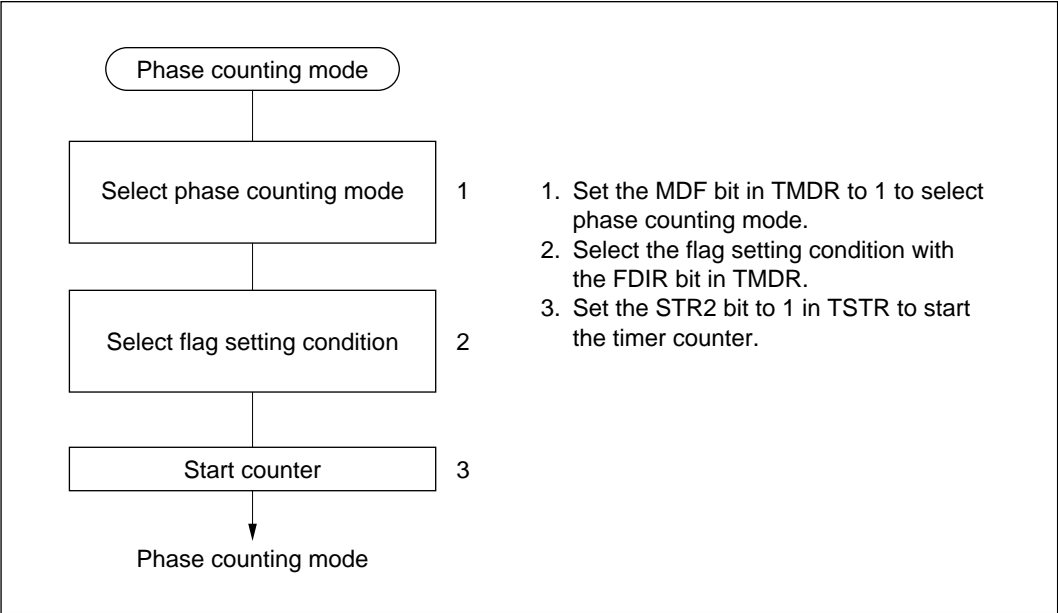 Phase counting mode
Select phase counting mode
1
Select flag setting condition
2
Start counter
3
Phase counting mode
1. Set the MDF bit in TMDR to 1 to select
phase counting mode.
2. Select the flag setting condition with
the FDIR bit in TMDR.
3. Set the STR2 bit to 1 in TSTR to start
the timer counter.